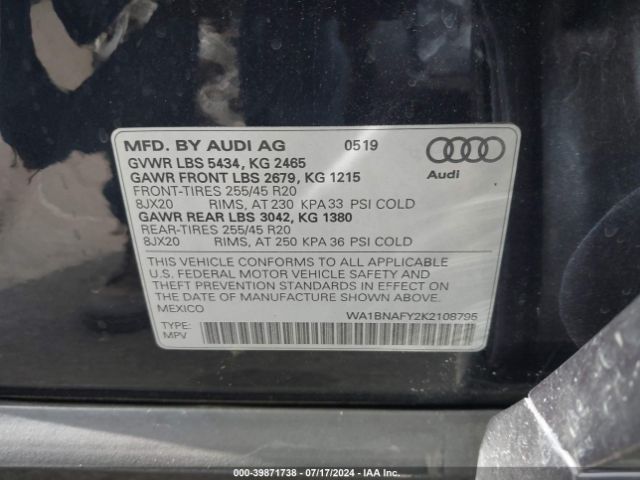 MFD. BY AUDI AG 0519
GVWR LBS 5434, KG 2465
GAWR FRONT LBS 2679, KG 1215
FRONT-TIRES 255/45 R20
8JX20 RIMS, AT 230 KPA 33 PSI COLD
GAWR REAR LBS 3042, KG 1380
REAR-TIRES 255/45 R20
8JX20 RIMS, AT 250 KPA 36 PSI COLD
Audi
THIS VEHICLE CONFORMS TO ALL APPLICABLE
U.S. FEDERAL MOTOR VEHICLE SAFETY AND
THEFT PREVENTION STANDARDS IN EFFECT ON
THE DATE OF MANUFACTURE SHOWN ABOVE.
MEXICO
WA1BNAFY2K2108795
TYPE:
MPV
000-39871738 - 07/17/2024 - IAA Inc.